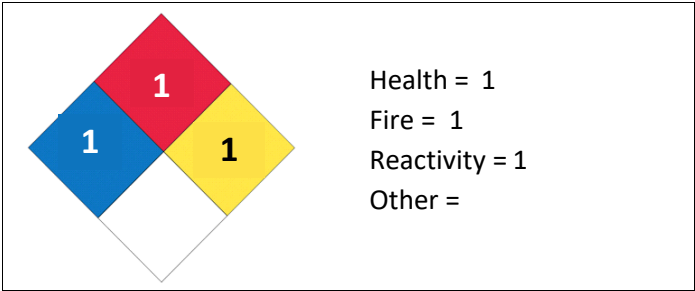 1
1
1
Health = 1
Fire = 1
Reactivity = 1
Other =